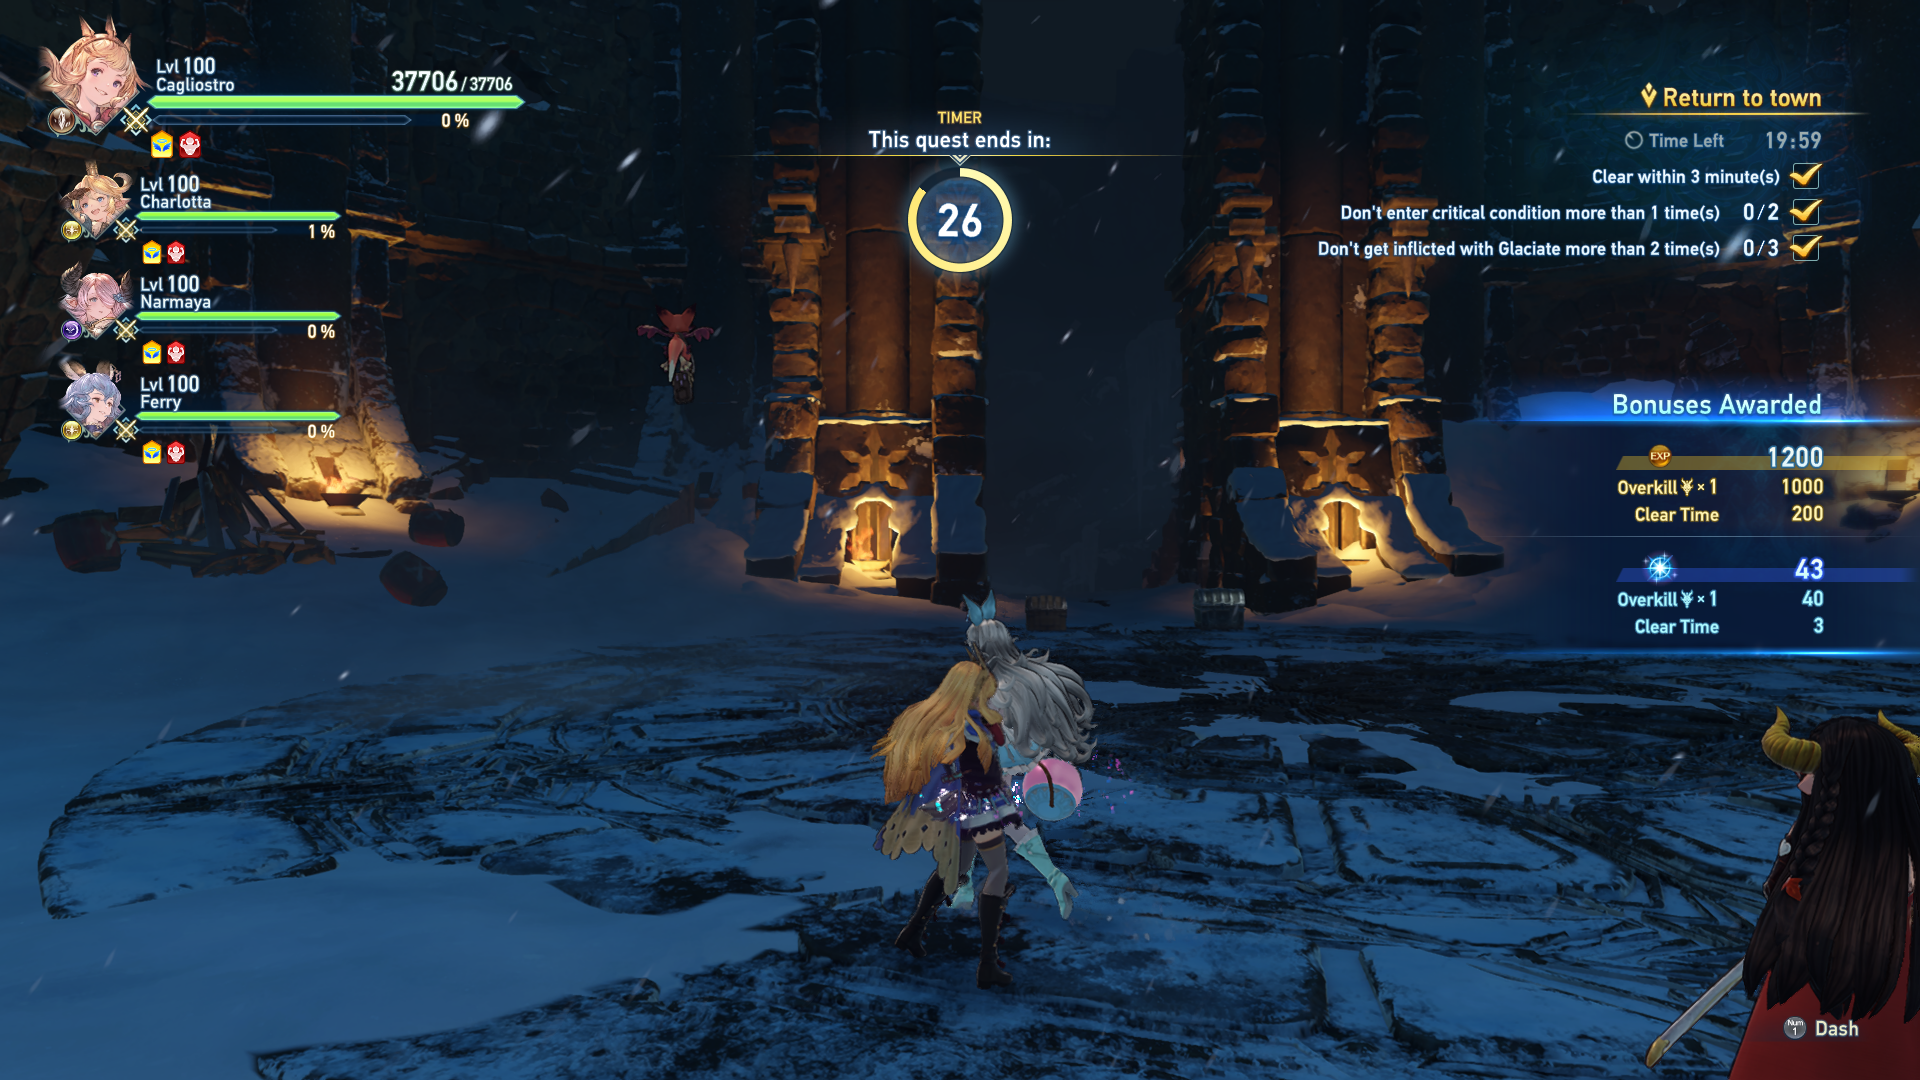 Lvl 100
Cagliostro
37706/37706
0 %
Lvl 100
Charlotta
1 %
Lvl 100
Narmaya
0 %
Lvl 100
Ferry
0 %
TIMER
This quest ends in:
26
Return to town
Time Left 19:59
Clear within 3 minute(s)
Don't enter critical condition more than 1 time(s) 0/2
Don't get inflicted with Glaciate more than 2 time(s) 0/3
Bonuses Awarded
EXP 1200
Overkill × 1 1000
Clear Time 200
43
Overkill × 1 40
Clear Time 3
Num 1 Dash